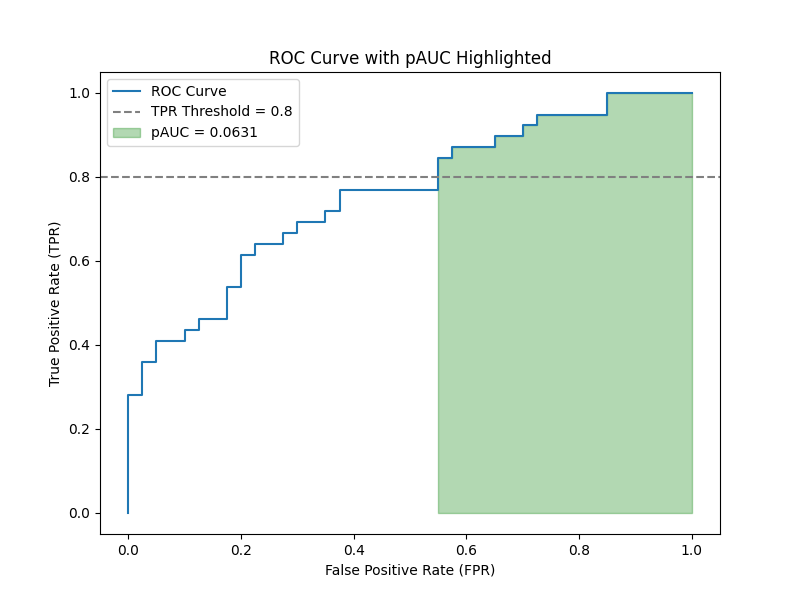 ROC Curve with pAUC Highlighted
ROC Curve
TPR Threshold = 0.8
pAUC = 0.0631
1.0
0.8
0.6
0.4
0.2
0.0
True Positive Rate (TPR)
0.0 0.2 0.4 0.6 0.8 1.0
False Positive Rate (FPR)